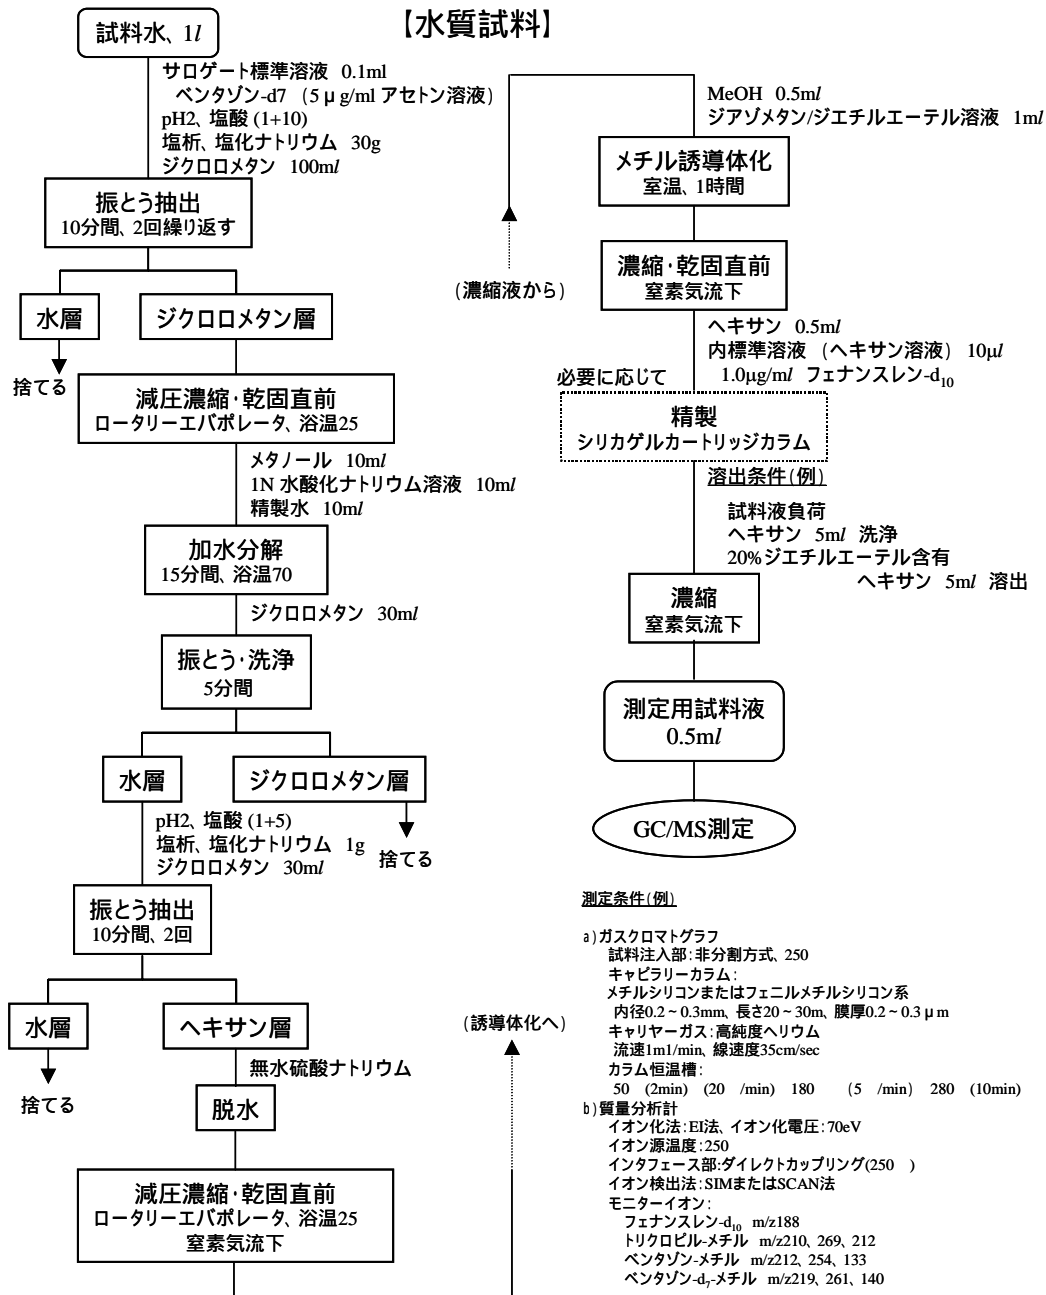 【水質試料】
試料水、1l
サロゲート標準溶液 0.1ml
ベンタゾン-d7 (5μg/ml アセトン溶液)
pH2、塩酸 (1+10)
塩析、塩化ナトリウム 30g
ジクロロメタン 100ml
振とう抽出
10分間、2回繰り返す
水層
ジクロロメタン層
捨てる
減圧濃縮・乾固直前
ロータリーエバポレータ、浴温25
メタノール 10ml
1N 水酸化ナトリウム溶液 10ml
精製水 10ml
加水分解
15分間、浴温70
ジクロロメタン 30ml
振とう・洗浄
5分間
水層
ジクロロメタン層
pH2、塩酸 (1+5)
塩析、塩化ナトリウム 1g
ジクロロメタン 30ml
捨てる
振とう抽出
10分間、2回
水層
ヘキサン層
捨てる
無水硫酸ナトリウム
脱水
減圧濃縮・乾固直前
ロータリーエバポレータ、浴温25
窒素気流下
(誘導体化へ)
(濃縮液から)
MeOH 0.5ml
ジアゾメタン/ジエチルエーテル溶液 1ml
メチル誘導体化
室温、1時間
濃縮・乾固直前
窒素気流下
ヘキサン 0.5ml
内標準溶液 (ヘキサン溶液) 10μl
1.0μg/ml フェナンスレン-d10
必要に応じて
精製
シリカゲルカートリッジカラム
溶出条件(例)
試料液負荷
ヘキサン 5ml 洗浄
20%ジエチルエーテル含有
ヘキサン 5ml 溶出
濃縮
窒素気流下
測定用試料液
0.5ml
GC/MS測定
測定条件(例)
a)ガスクロマトグラフ
試料注入部:非分割方式、250
キャピラリーカラム:
メチルシリコンまたはフェニルメチルシリコン系
内径0.2~0.3mm、長さ20~30m、膜厚0.2~0.3μm
キャリヤーガス:高純度ヘリウム
流速1m1/min、線速度35cm/sec
カラム恒温槽:
50 (2min) (20 /min) 180 (5 /min) 280 (10min)
b)質量分析計
イオン化法:EI法、イオン化電圧:70eV
イオン源温度:250
インタフェース部:ダイレクトカップリング(250 )
イオン検出法:SIMまたはSCAN法
モニターイオン:
フェナンスレン-d10 m/z188
トリクロピル-メチル m/z210、269、212
ベンタゾン-メチル m/z212、254、133
ベンタゾン-d7-メチル m/z219、261、140